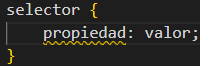 selector {
    propiedad: valor;
}